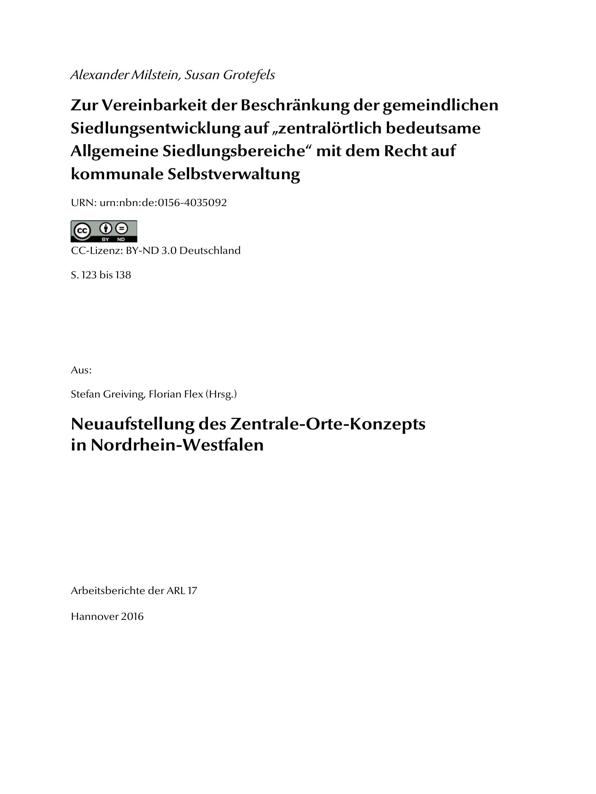 Alexander Milstein, Susan Grotefels
Zur Vereinbarkeit der Beschränkung der gemeindlichen
Siedlungsentwicklung auf „zentralörtlich bedeutsame
Allgemeine Siedlungsbereiche“ mit dem Recht auf
kommunale Selbstverwaltung
URN: urn:nbn:de:0156-4035092
cc BY ND
CC-Lizenz: BY-ND 3.0 Deutschland
S. 123 bis 138
Aus:
Stefan Greiving, Florian Flex (Hrsg.)
Neuaufstellung des Zentrale-Orte-Konzepts
in Nordrhein-Westfalen
Arbeitsberichte der ARL 17
Hannover 2016